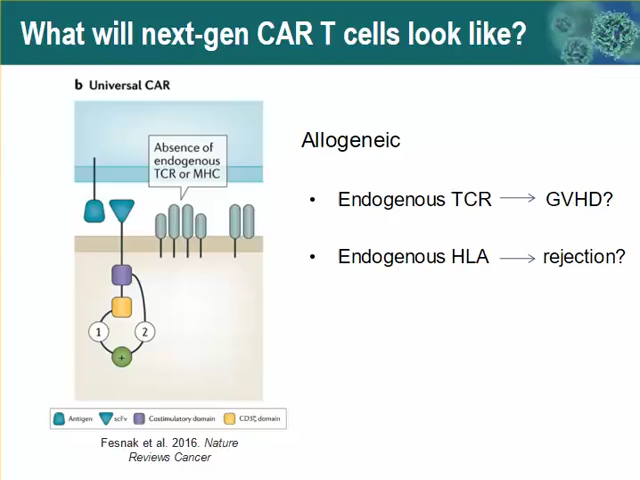 What will next-gen CAR T cells look like?
b Universal CAR
Absence of
endogenous
TCR or MHC
1
2
+
Antigen
scFv
Costimulatory domain
CD3ζ domain
Fesnak et al. 2016. Nature
Reviews Cancer
Allogeneic
• Endogenous TCR → GVHD?
• Endogenous HLA → rejection?